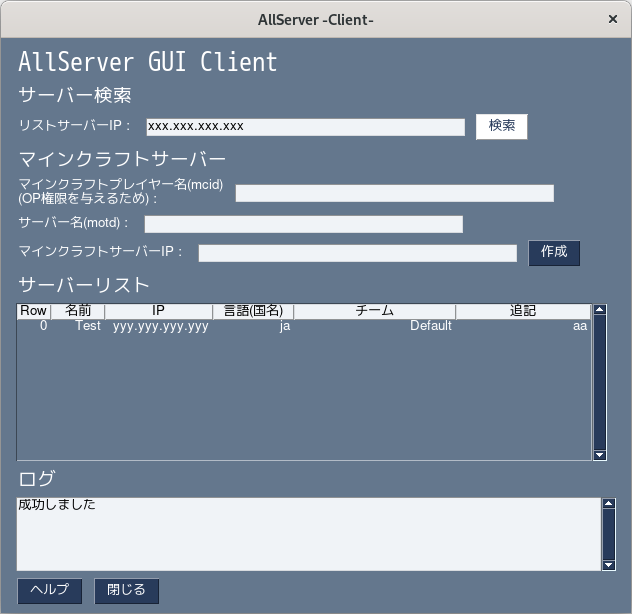 AllServer -Client-
AllServer GUI Client
サーバー検索
リストサーバーIP： xxx.xxx.xxx.xxx 検索
マインクラフトサーバー
マインクラフトプレイヤー名(mcid)
(OP権限を与えるため)：
サーバー名(motd)：
マインクラフトサーバーIP： 作成
サーバーリスト
Row 名前 IP 言語(国名) チーム 追記
0 Test yyy.yyy.yyy.yyy ja Default aa
ログ
成功しました
ヘルプ 閉じる